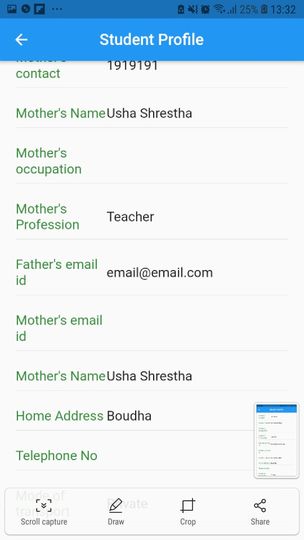 25% 13:32
Student Profile
Mother's
contact 1919191
Mother's Name Usha Shrestha
Mother's
occupation
Mother's
Profession Teacher
Father's email
id email@email.com
Mother's email
id
Mother's Name Usha Shrestha
Home Address Boudha
Telephone No
Mode of
transport Private
Scroll capture Draw Crop Share